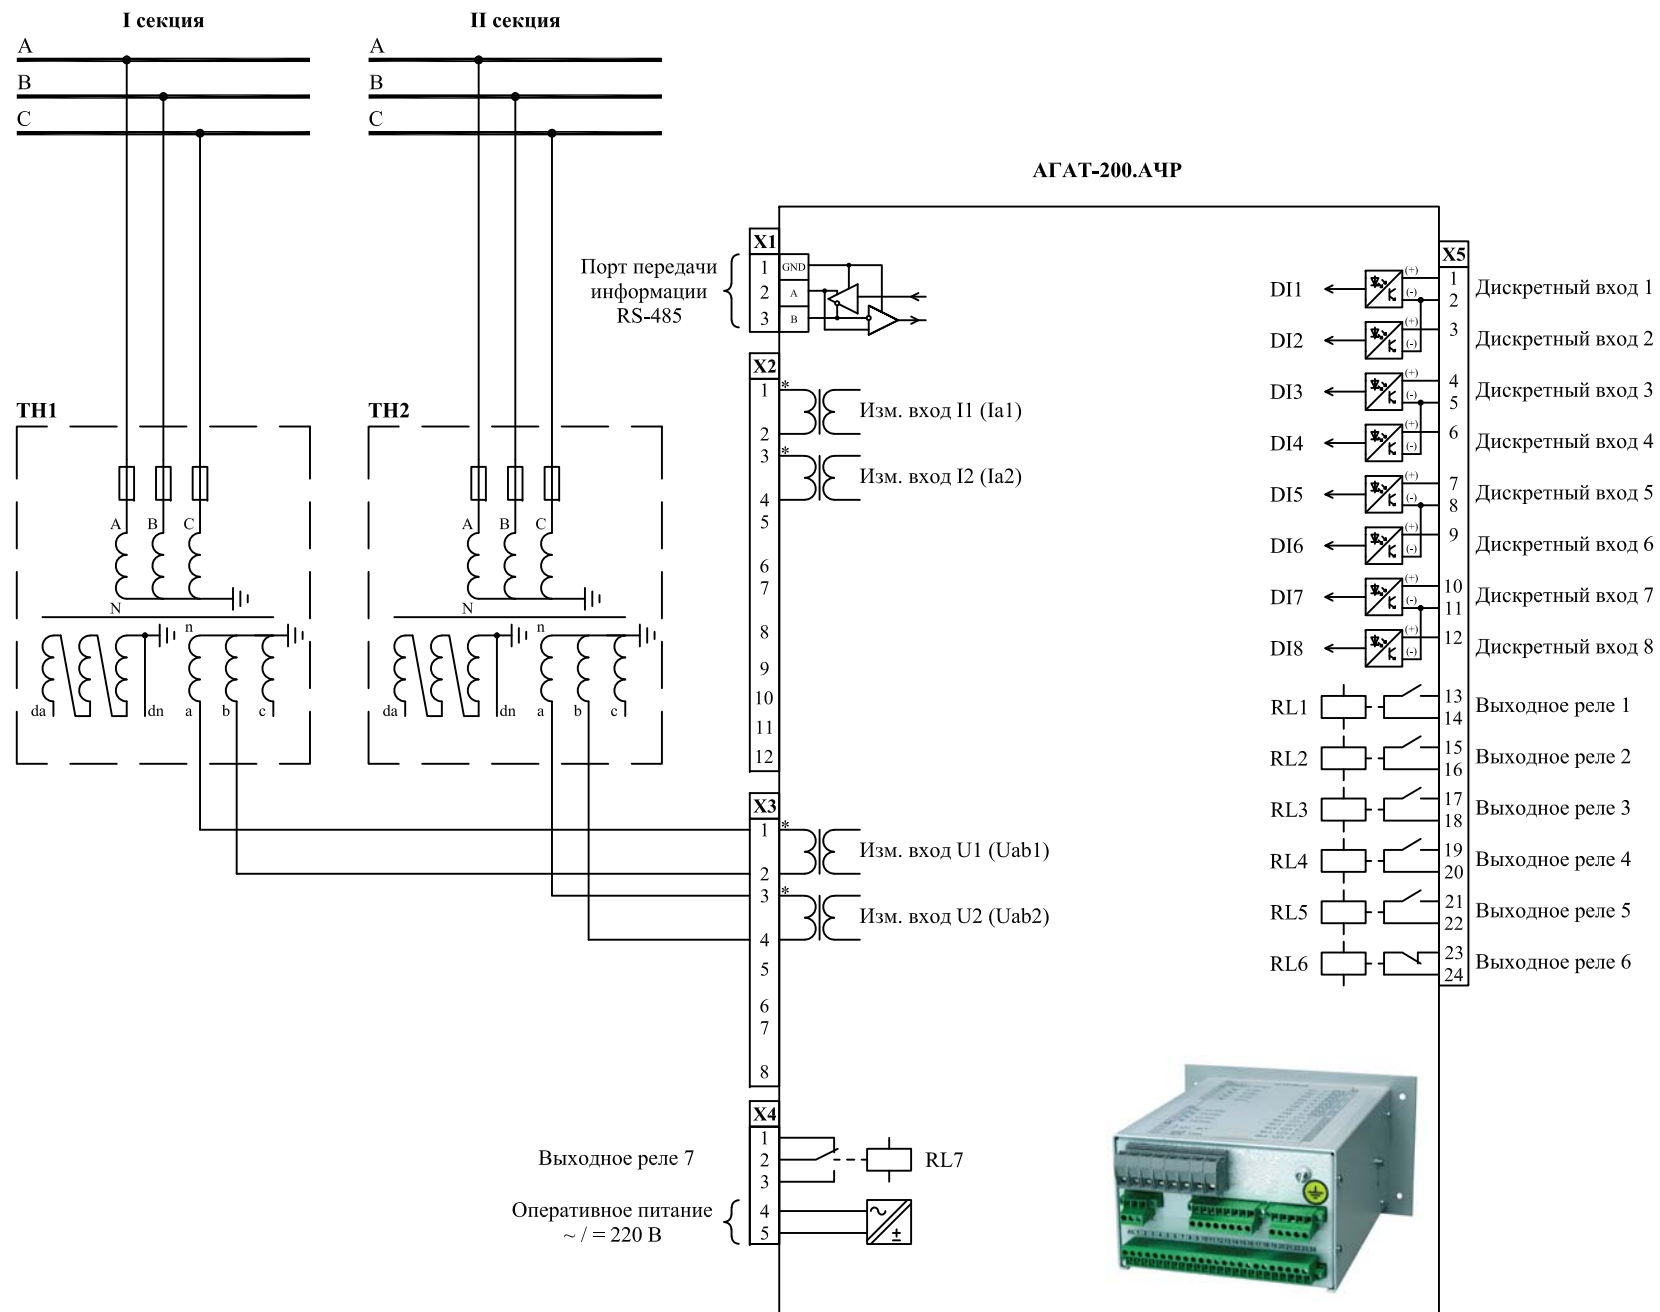 I секция
II секция
A
B
C
A
B
C
АГАТ-200.АЧР
ТН1
A B C
N
n
da dn a b c
ТН2
A B C
N
n
da dn a b c
Порт передачи
информации
RS-485
X1
1 GND
2 A
3 B
X2
1 * Изм. вход I1 (Ia1)
2
3 * Изм. вход I2 (Ia2)
4
5
6
7
8
9
10
11
12
X3
1 * Изм. вход U1 (Uab1)
2
3 * Изм. вход U2 (Uab2)
4
5
6
7
8
X4
1
2
3
Выходное реле 7
RL7
Оперативное питание
~ / = 220 В
4
5
~
±
X5
DI1 (+) (-) 1 2 Дискретный вход 1
DI2 (+) (-) 3 Дискретный вход 2
DI3 (+) (-) 4 5 Дискретный вход 3
DI4 (+) (-) 6 Дискретный вход 4
DI5 (+) (-) 7 8 Дискретный вход 5
DI6 (+) (-) 9 Дискретный вход 6
DI7 (+) (-) 10 11 Дискретный вход 7
DI8 (+) (-) 12 Дискретный вход 8
RL1 13 14 Выходное реле 1
RL2 15 16 Выходное реле 2
RL3 17 18 Выходное реле 3
RL4 19 20 Выходное реле 4
RL5 21 22 Выходное реле 5
RL6 23 24 Выходное реле 6